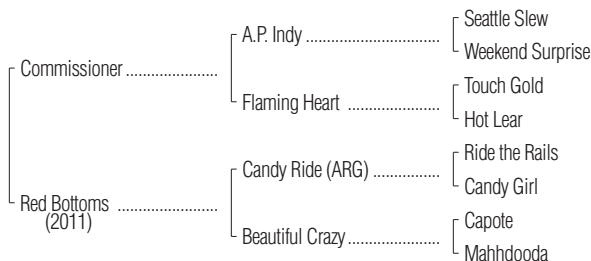 Seattle Slew
A.P. Indy ........................................
Weekend Surprise
Commissioner ...........................
Touch Gold
Flaming Heart ............................
Hot Lear
Ride the Rails
Candy Ride (ARG) ....................
Candy Girl
Red Bottoms ..............................
(2011)
Capote
Beautiful Crazy............................
Mahhdooda